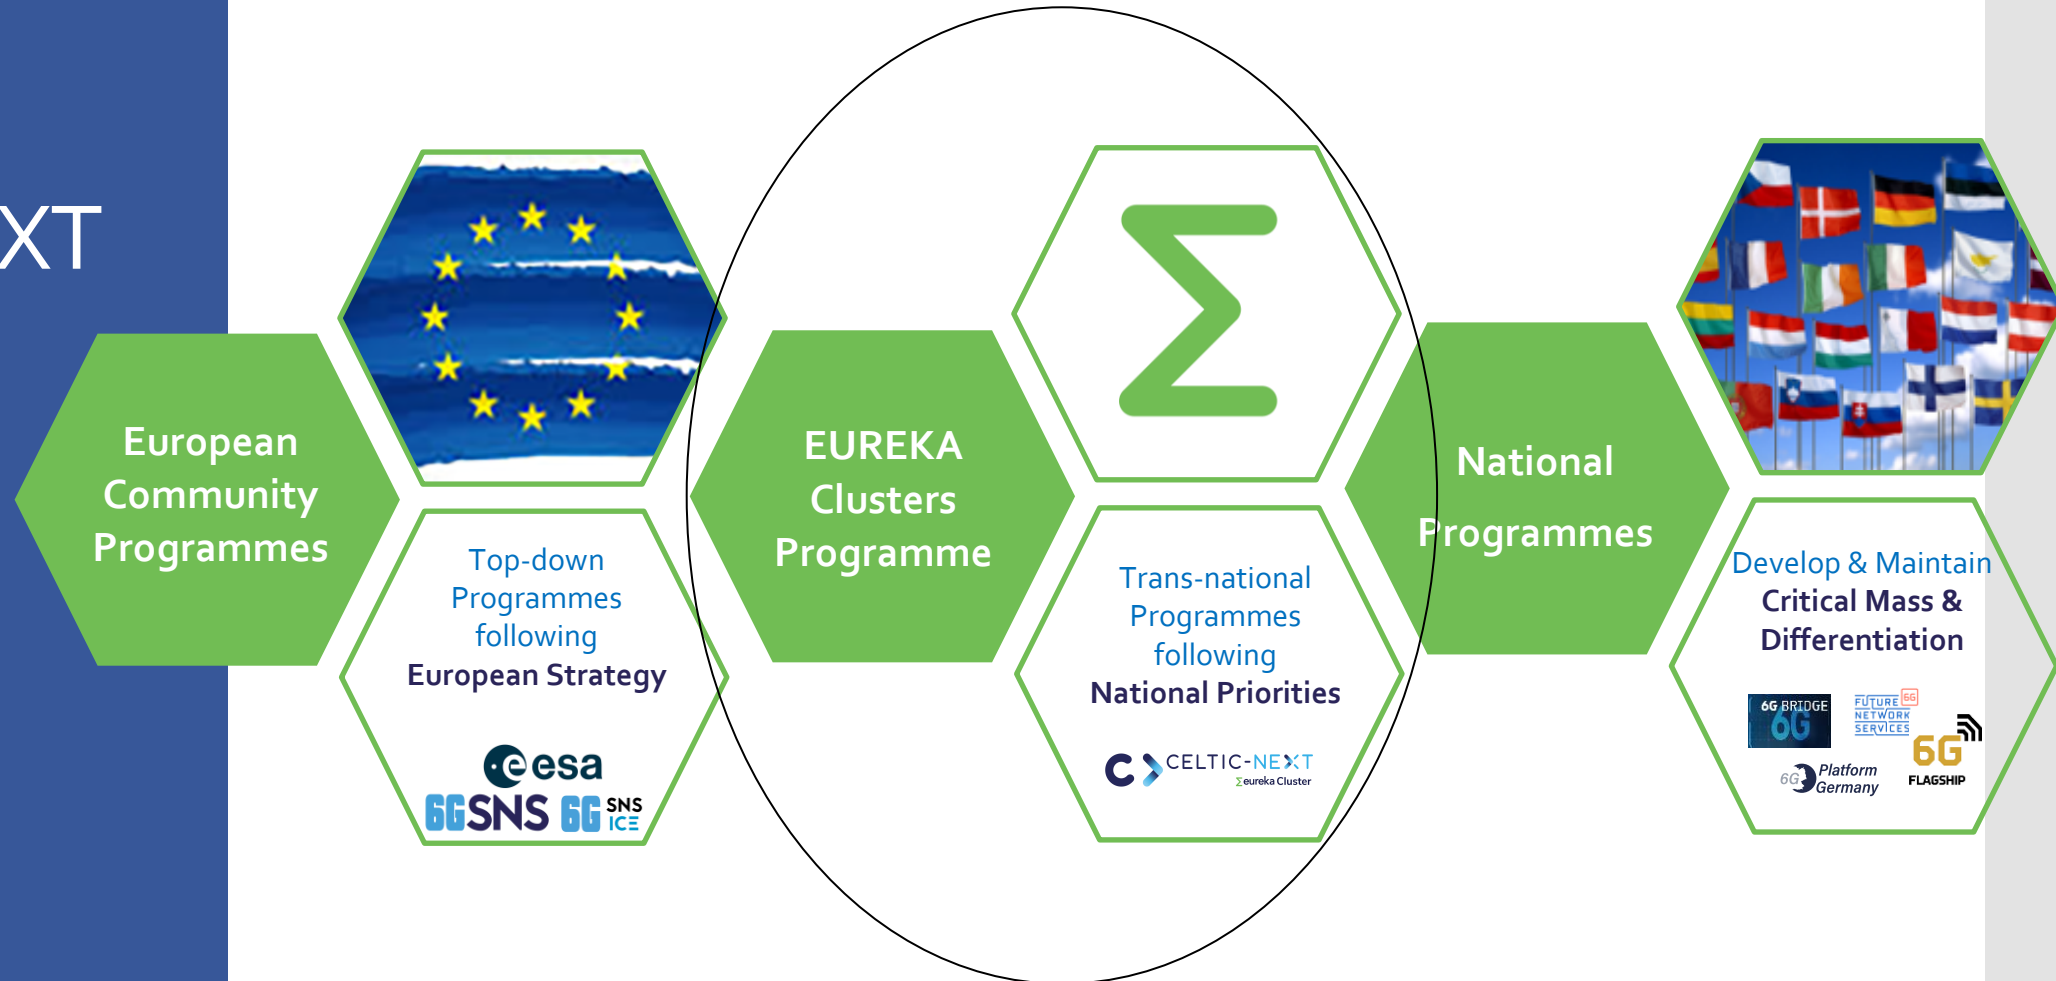 XT
European
Community
Programmes
Top-down
Programmes
following
European Strategy
esa
6GSNS
6G SNS
ICE
EUREKA
Clusters
Programme
Trans-national
Programmes
following
National Priorities
CELTIC-NEXT
Σeureka Cluster
National
Programmes
Develop & Maintain
Critical Mass &
Differentiation
6G BRIDGE
6G
FUTURE 6G
NETWORK
SERVICES
6G
FLAGSHIP
6G Platform
Germany